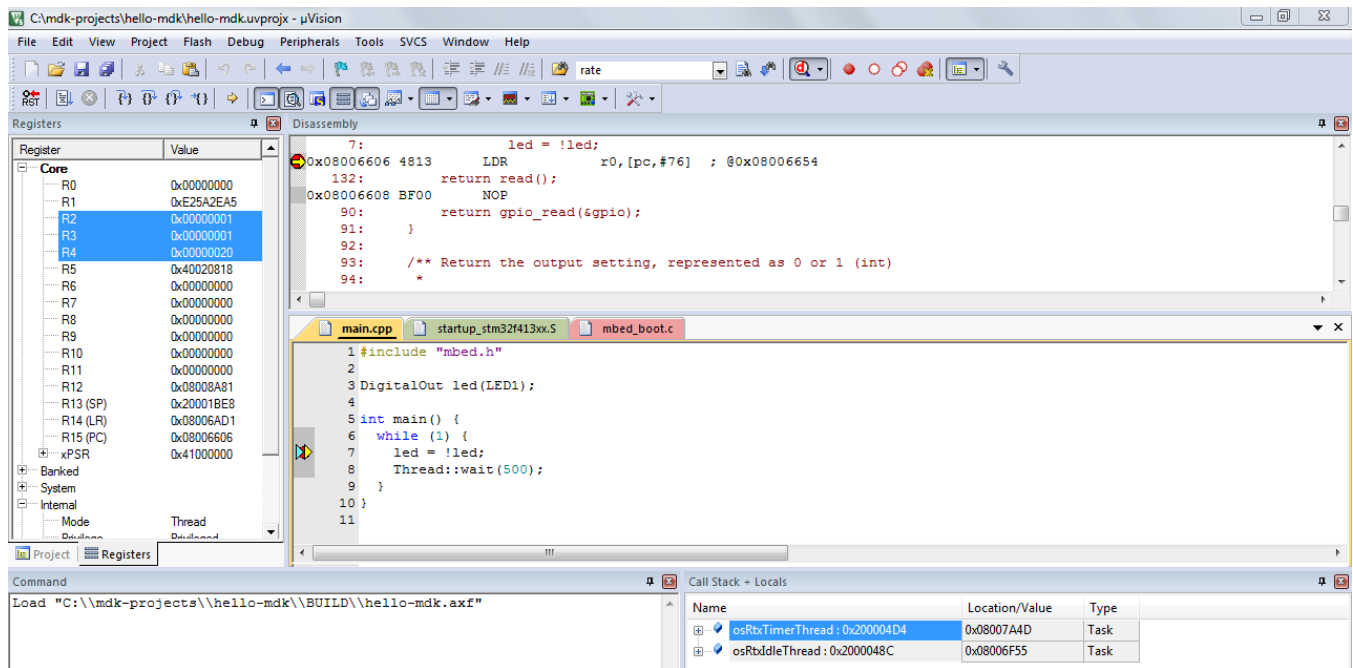 C:\mdk-projects\hello-mdk\hello-mdk.uvprojx - µVision
File Edit View Project Flash Debug Peripherals Tools SVCS Window Help
rate
RST
Registers
Register Value
Core
R0 0x00000000
R1 0xE25A2EA5
R2 0x00000001
R3 0x00000001
R4 0x00000020
R5 0x40020818
R6 0x00000000
R7 0x00000000
R8 0x00000000
R9 0x00000000
R10 0x00000000
R11 0x00000000
R12 0x08008A81
R13 (SP) 0x20001BE8
R14 (LR) 0x08006AD1
R15 (PC) 0x08006606
xPSR 0x41000000
Banked
System
Internal
Mode Thread
Privilege Privileged
Project Registers
Disassembly
7: led = !led;
0x08006606 4813 LDR r0,[pc,#76] ; @0x08006654
132: return read();
0x08006608 BF00 NOP
90: return gpio_read(&gpio);
91: }
92:
93: /** Return the output setting, represented as 0 or 1 (int)
94: *
main.cpp startup_stm32f413xx.S mbed_boot.c
1 #include "mbed.h"
2
3 DigitalOut led(LED1);
4
5 int main() {
6 while (1) {
7 led = !led;
8 Thread::wait(500);
9 }
10 }
11
Command
Load "C:\\mdk-projects\\hello-mdk\\BUILD\\hello-mdk.axf"
Call Stack + Locals
Name Location/Value Type
osRtxTimerThread : 0x200004D4 0x08007A4D Task
osRtxIdleThread : 0x2000048C 0x08006F55 Task